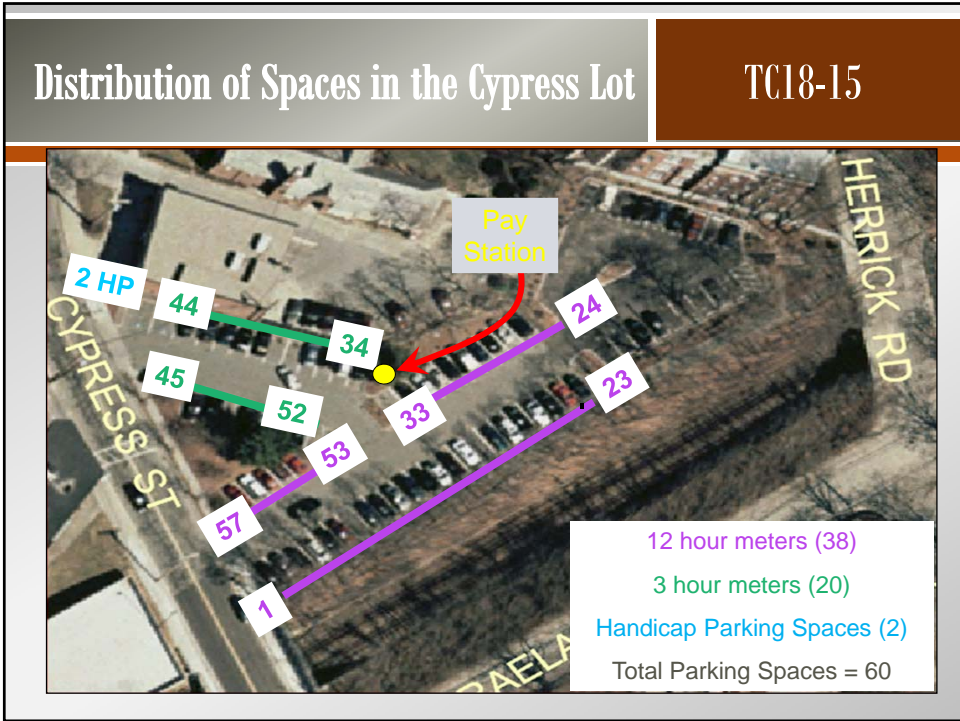 Distribution of Spaces in the Cypress Lot
TC18-15
HERRICK RD
Pay
Station
2 HP
44
34
24
CYPRESS ST
45
52
33
23
53
57
1
12 hour meters (38)
3 hour meters (20)
Handicap Parking Spaces (2)
Total Parking Spaces = 60